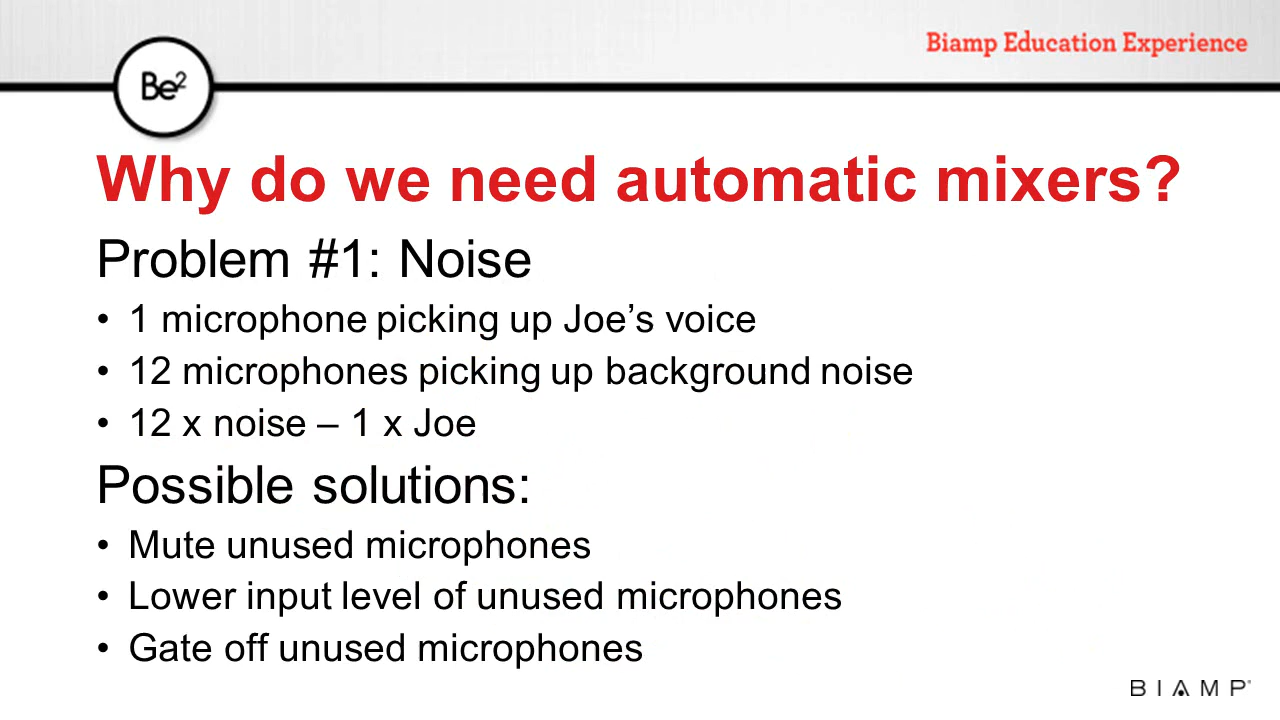 Biamp Education Experience
Be²
Why do we need automatic mixers?
Problem #1: Noise
• 1 microphone picking up Joe’s voice
• 12 microphones picking up background noise
• 12 x noise – 1 x Joe
Possible solutions:
• Mute unused microphones
• Lower input level of unused microphones
• Gate off unused microphones
BIAMP